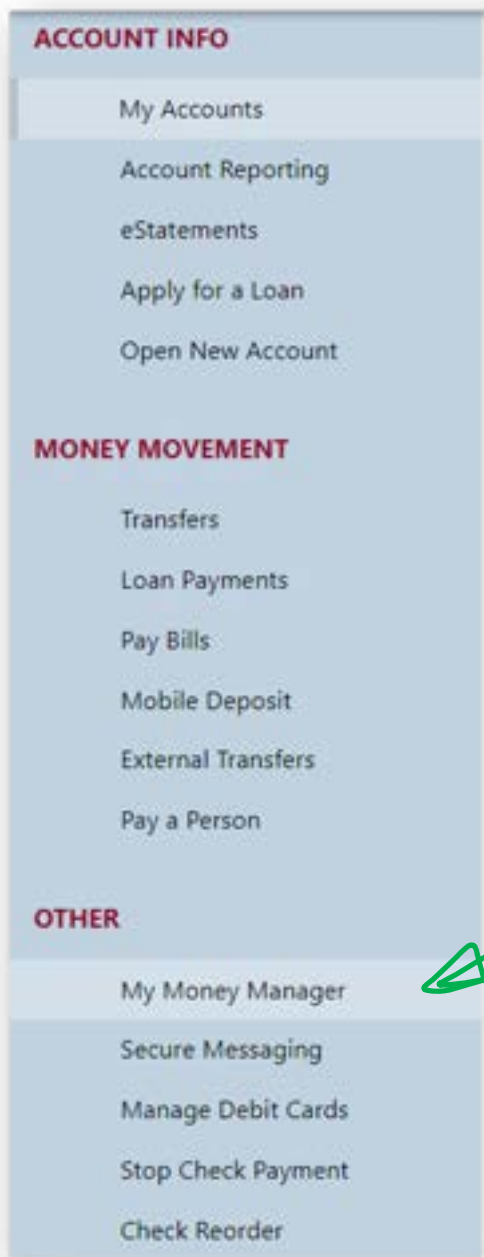 ACCOUNT INFO
My Accounts
Account Reporting
eStatements
Apply for a Loan
Open New Account
MONEY MOVEMENT
Transfers
Loan Payments
Pay Bills
Mobile Deposit
External Transfers
Pay a Person
OTHER
My Money Manager
Secure Messaging
Manage Debit Cards
Stop Check Payment
Check Reorder